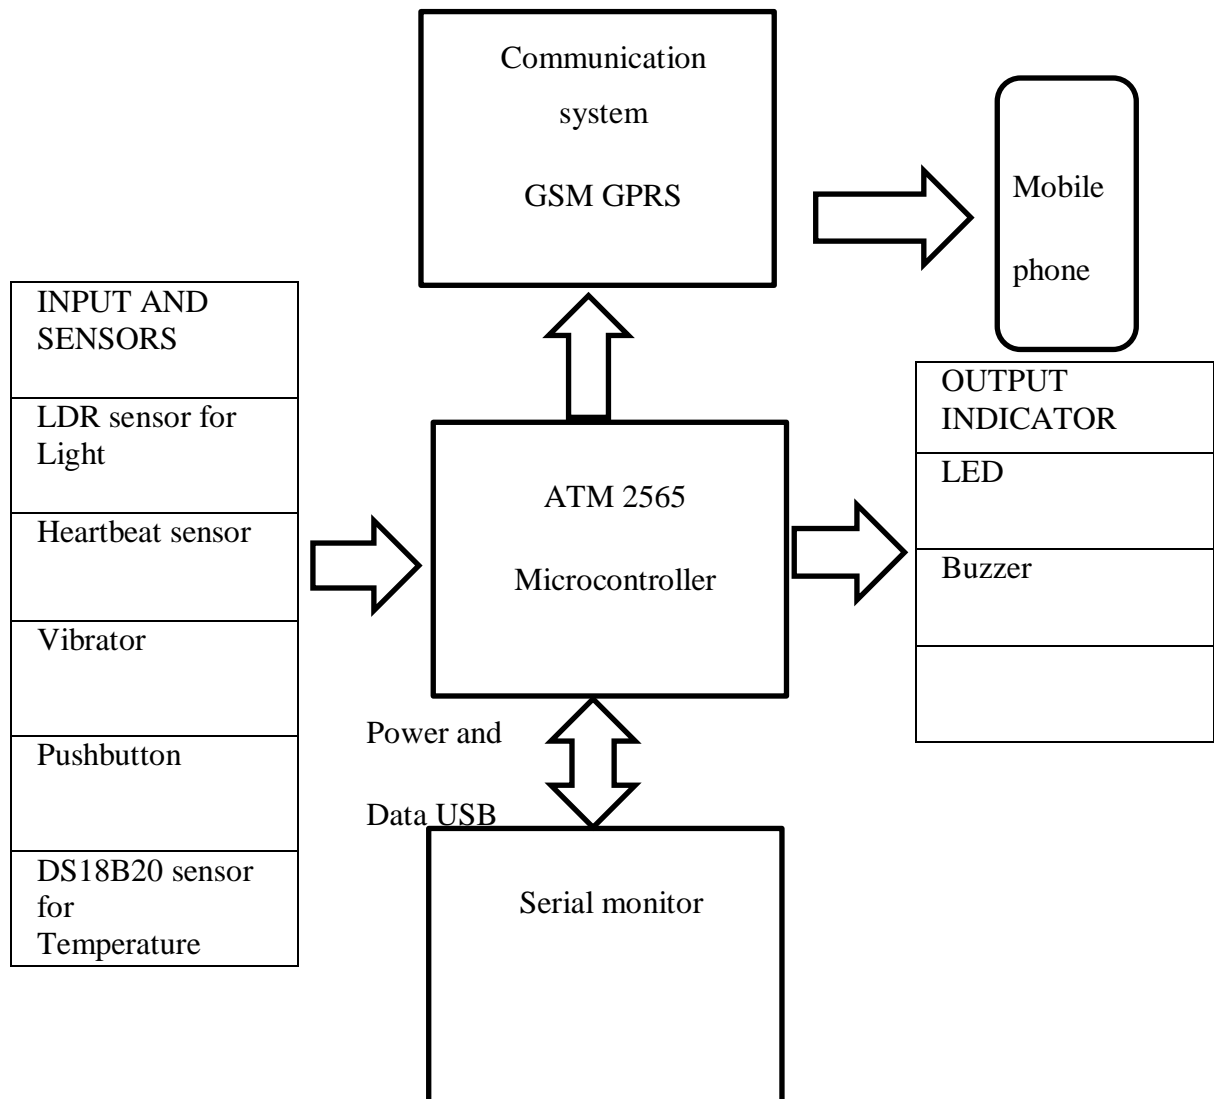 Communication
system
GSM GPRS
Mobile
phone
INPUT AND
SENSORS
LDR sensor for
Light
Heartbeat sensor
Vibrator
Pushbutton
DS18B20 sensor
for
Temperature
ATM 2565
Microcontroller
OUTPUT
INDICATOR
LED
Buzzer
Power and
Data USB
Serial monitor